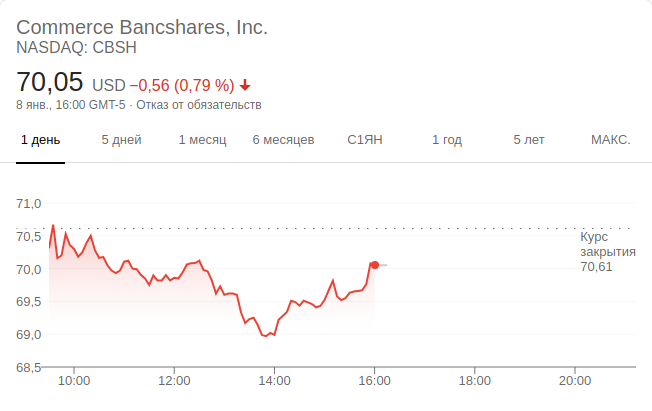 Commerce Bancshares, Inc.
NASDAQ: CBSH
70,05 USD −0,56 (0,79 %)
8 янв., 16:00 GMT-5 · Отказ от обязательств
1 день 5 дней 1 месяц 6 месяцев С1ЯН 1 год 5 лет МАКС.
71,0
70,5
70,0
69,5
69,0
68,5
Курс
закрытия
70,61
10:00 12:00 14:00 16:00 18:00 20:00